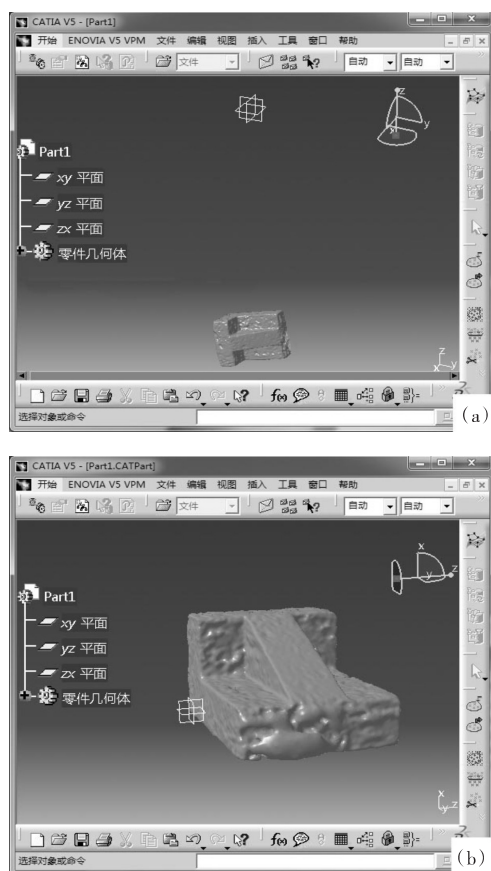 CATIA V5 - [Part1]
开始 ENOVIA V5 VPM 文件 编辑 视图 插入 工具 窗口 帮助
文件 自动 自动
z
y
x
Part1
xy 平面
yz 平面
zx 平面
零件几何体
z
x y
f(x)
选择对象或命令
(a)
CATIA V5 - [Part1.CATPart]
开始 ENOVIA V5 VPM 文件 编辑 视图 插入 工具 窗口 帮助
文件 自动 自动
x
y z
Part1
xy 平面
yz 平面
zx 平面
零件几何体
x
y z
f(x)
选择对象或命令
(b)